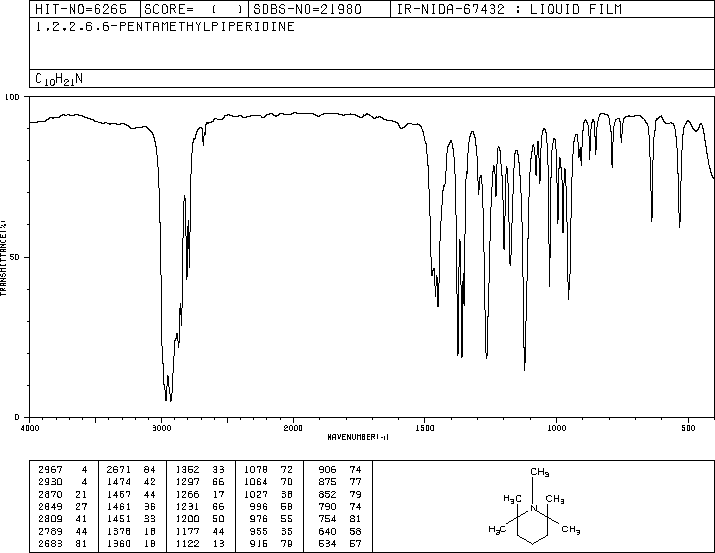 HIT-NO=6265 SCORE= ( ) SDBS-NO=21980 IR-NIDA-67432 : LIQUID FILM
1,2,2,6,6-PENTAMETHYLPIPERIDINE
C10H21N
100
50
0
TRANSMITTANCE(%)
4000 3000 2000 1500 1000 500
WAVENUMBER(-1)
2967 4 2671 84 1352 33 1078 72 906 74
2930 4 1474 42 1297 66 1064 70 875 77
2870 21 1467 44 1266 17 1027 38 852 79
2849 27 1461 36 1231 66 996 58 790 74
2809 41 1451 33 1200 50 976 55 754 81
2789 44 1378 18 1177 44 955 35 640 58
2683 81 1360 18 1122 13 915 79 534 57
CH3
H3C CH3
N
H3C CH3